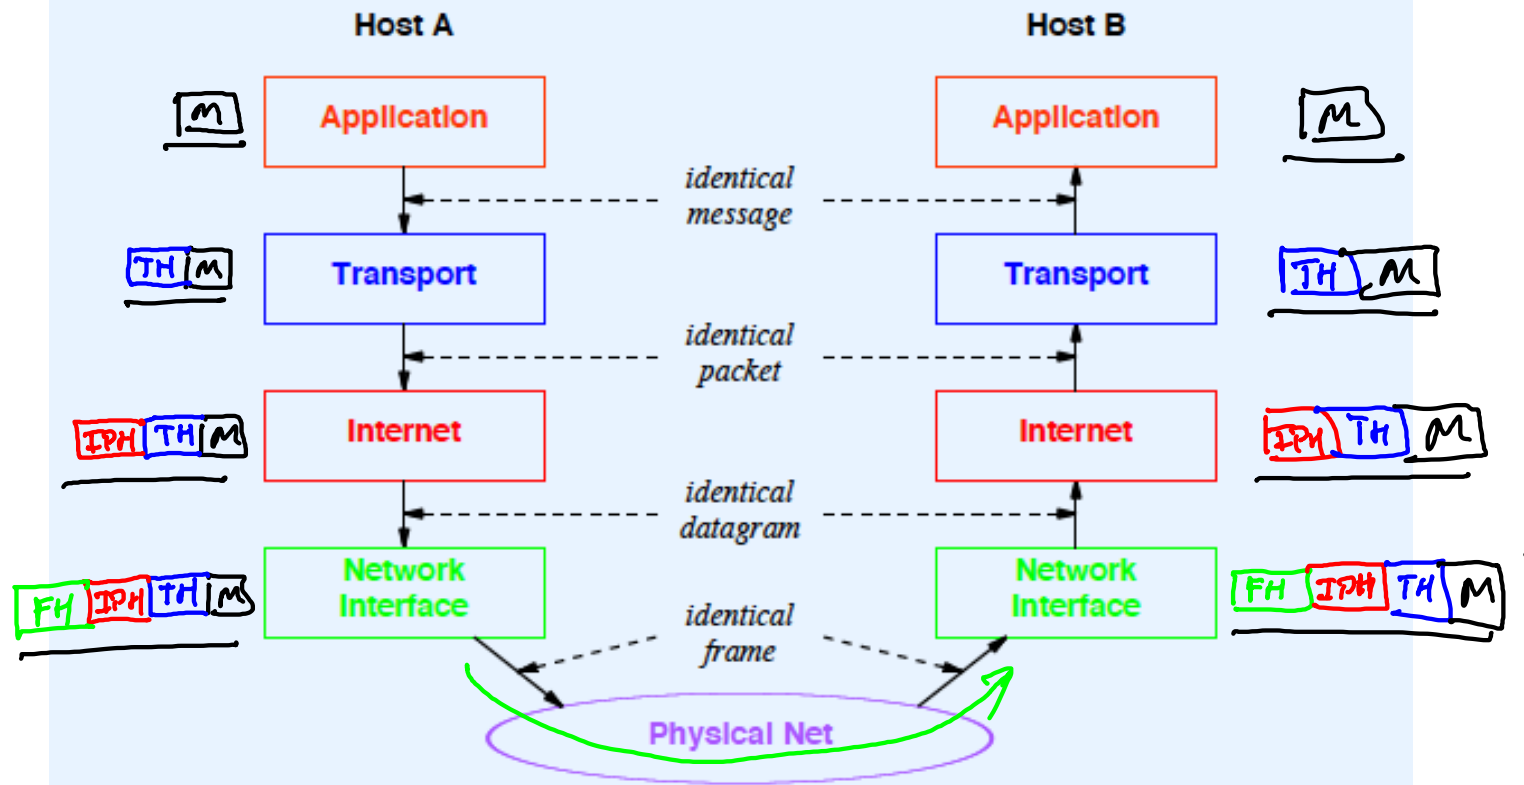 Host A
Host B
M
Application
Application
M
identical
message
TH M
Transport
Transport
TH M
identical
packet
IPH TH M
Internet
Internet
IPH TH M
identical
datagram
FH IPH TH M
Network
Interface
Network
Interface
FH IPH TH M
identical
frame
Physical Net